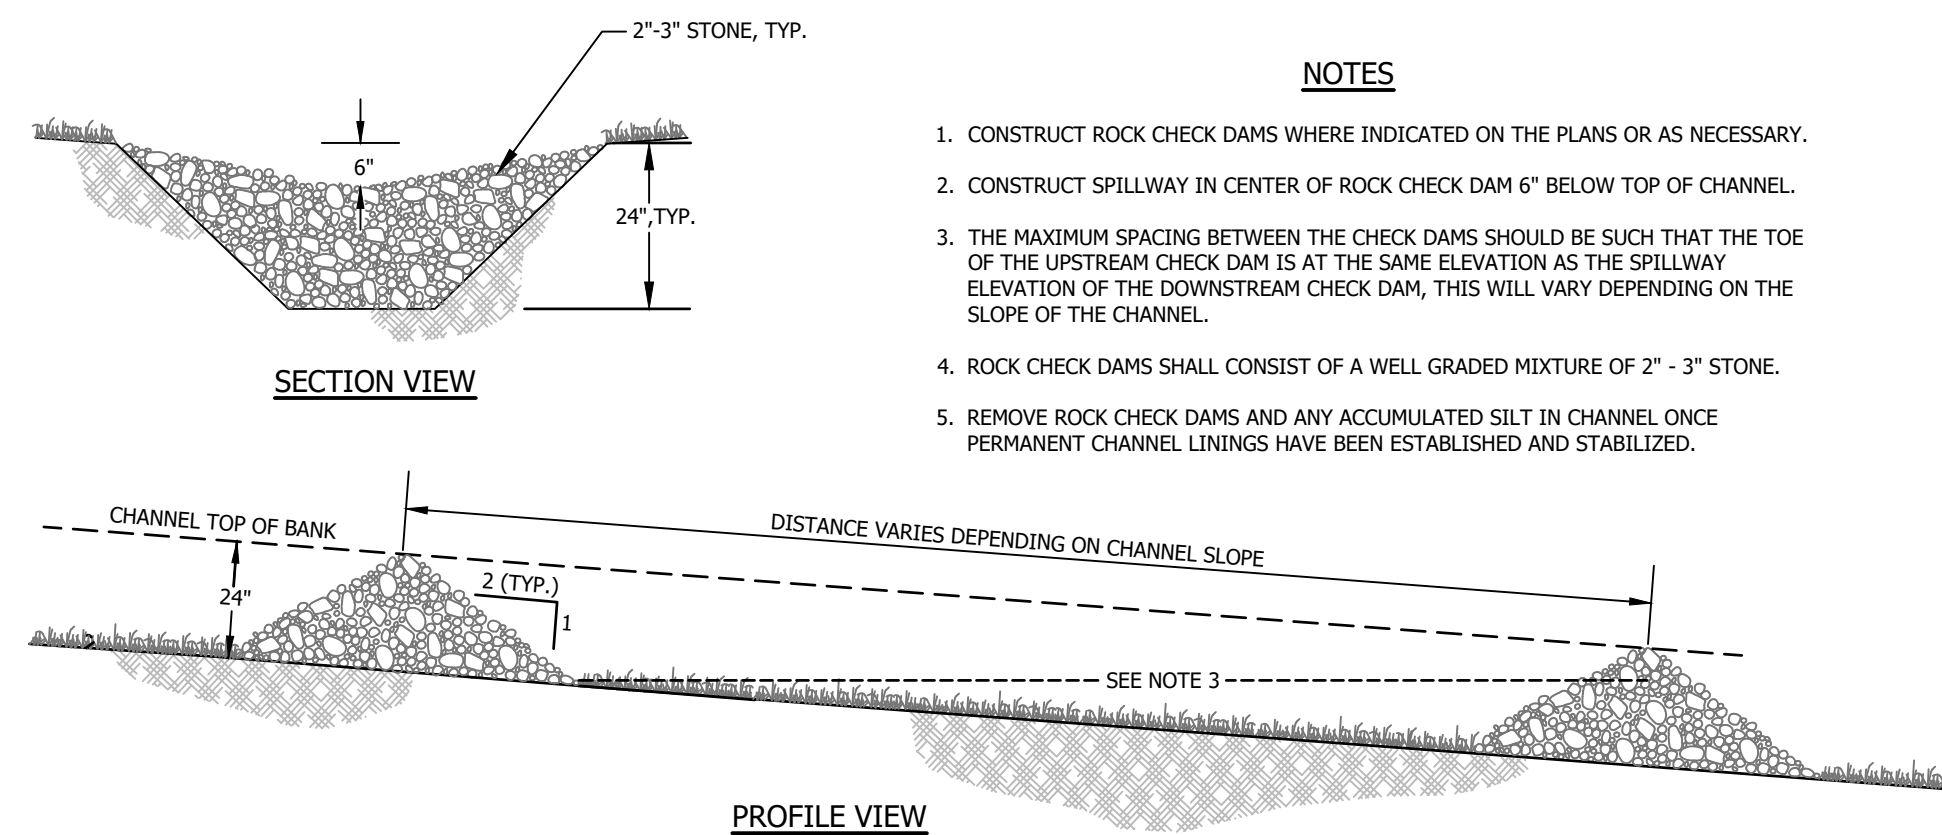 2"-3" STONE, TYP.
6"
24",TYP.
SECTION VIEW
NOTES
1. CONSTRUCT ROCK CHECK DAMS WHERE INDICATED ON THE PLANS OR AS NECESSARY.
2. CONSTRUCT SPILLWAY IN CENTER OF ROCK CHECK DAM 6" BELOW TOP OF CHANNEL.
3. THE MAXIMUM SPACING BETWEEN THE CHECK DAMS SHOULD BE SUCH THAT THE TOE
OF THE UPSTREAM CHECK DAM IS AT THE SAME ELEVATION AS THE SPILLWAY
ELEVATION OF THE DOWNSTREAM CHECK DAM, THIS WILL VARY DEPENDING ON THE
SLOPE OF THE CHANNEL.
4. ROCK CHECK DAMS SHALL CONSIST OF A WELL GRADED MIXTURE OF 2" - 3" STONE.
5. REMOVE ROCK CHECK DAMS AND ANY ACCUMULATED SILT IN CHANNEL ONCE
PERMANENT CHANNEL LININGS HAVE BEEN ESTABLISHED AND STABILIZED.
CHANNEL TOP OF BANK
DISTANCE VARIES DEPENDING ON CHANNEL SLOPE
24"
2 (TYP.)
1
SEE NOTE 3
PROFILE VIEW